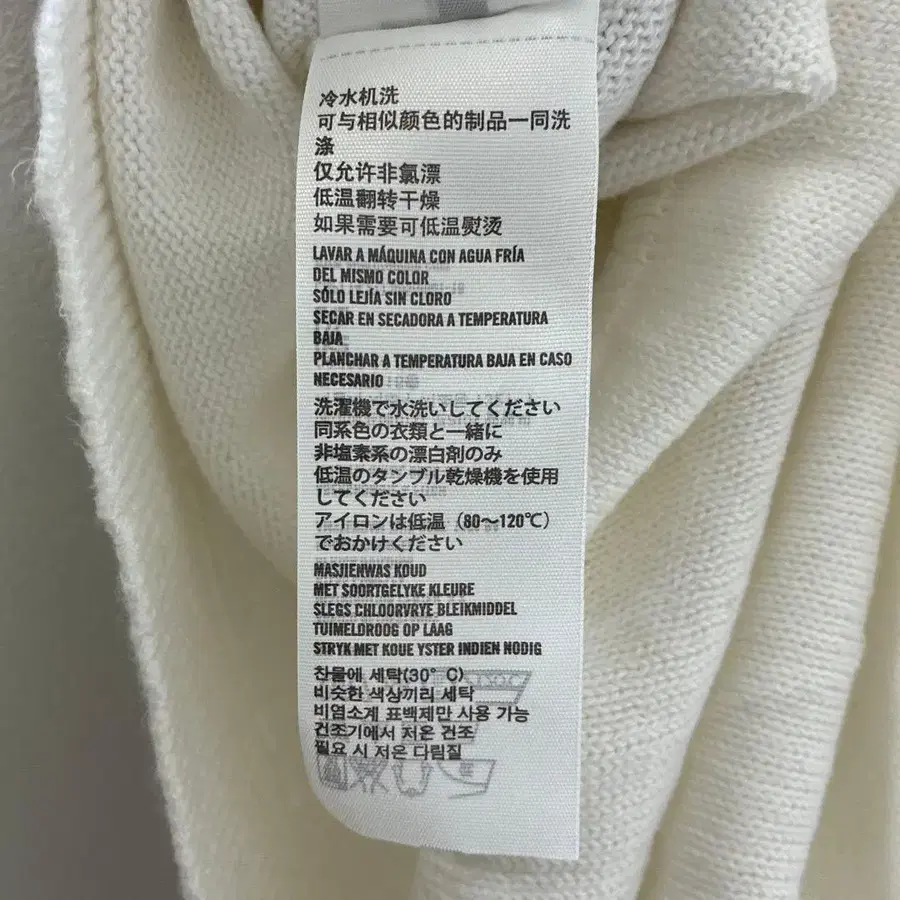 冷水机洗
可与相似颜色的制品一同洗
涤
仅允许非氯漂
低温翻转干燥
如果需要可低温熨烫
LAVAR A MÁQUINA CON AGUA FRÍA
DEL MISMO COLOR
SÓLO LEJÍA SIN CLORO
SECAR EN SECADORA A TEMPERATURA
BAJA
PLANCHAR A TEMPERATURA BAJA EN CASO
NECESARIO
洗濯機で水洗いしてください
同系色の衣類と一緒に
非塩素系の漂白剤のみ
低温のタンブル乾燥機を使用
してください
アイロンは低温（80～120℃）
でおかけください
MASJIENWAS KOUD
MET SOORTGELYKE KLEURE
SLEGS CHLOORVRYE BLEIKMIDDEL
TUIMELDROOG OP LAAG
STRYK MET KOUE YSTER INDIEN NODIG
찬물에 세탁(30° C)
비슷한 색상끼리 세탁
비염소계 표백제만 사용 가능
건조기에서 저온 건조
필요 시 저온 다림질